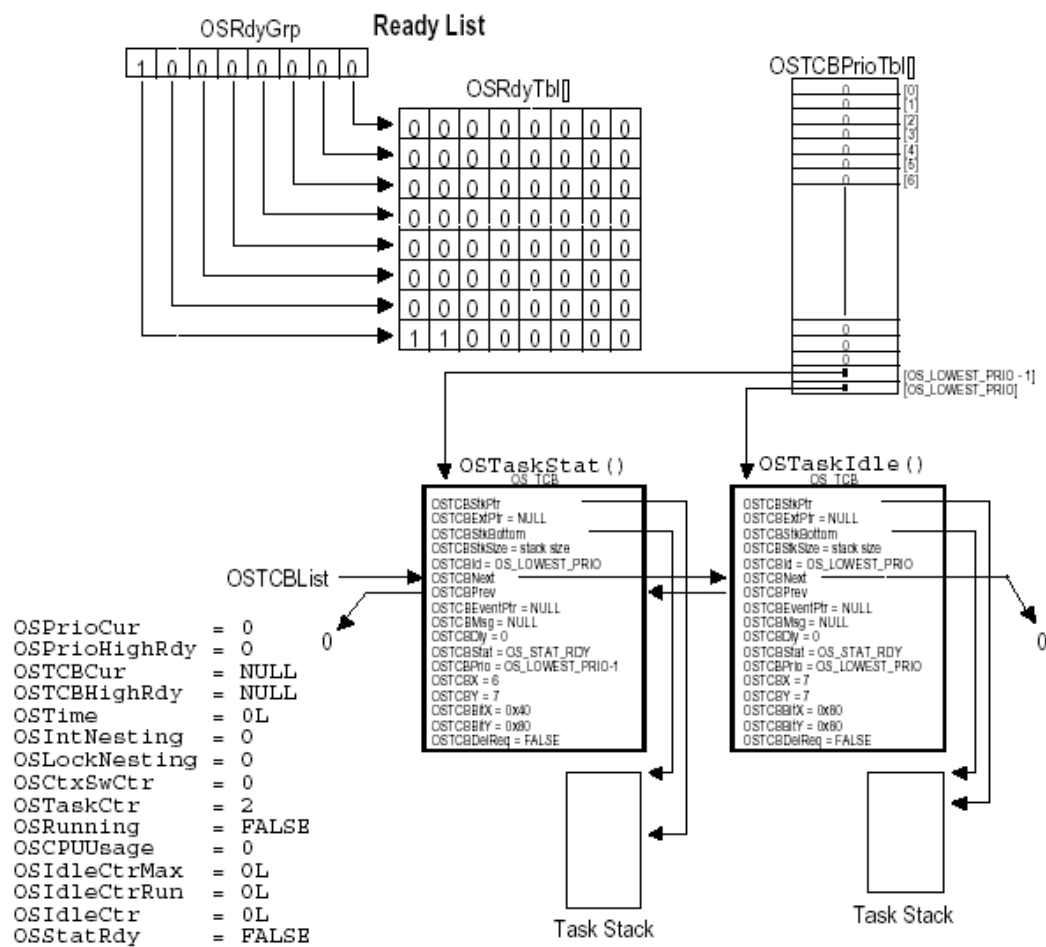 OSRdyGrp
Ready List
1 0 0 0 0 0 0 0
OSRdyTbl[]
0 0 0 0 0 0 0 0
0 0 0 0 0 0 0 0
0 0 0 0 0 0 0 0
0 0 0 0 0 0 0 0
0 0 0 0 0 0 0 0
0 0 0 0 0 0 0 0
0 0 0 0 0 0 0 0
1 1 0 0 0 0 0 0
OSTCBPrioTbl[]
0 [0]
0 [1]
0 [2]
0 [3]
0 [4]
0 [5]
0 [6]
0
0
0
[OS_LOWEST_PRIO - 1]
[OS_LOWEST_PRIO]
OSTaskStat()
OS_TCB
OSTCBStkPtr
OSTCBExtPtr = NULL
OSTCBStkBottom
OSTCBStkSize = stack size
OSTCBId = OS_LOWEST_PRIO
OSTCBNext
OSTCBPrev
OSTCBEventPtr = NULL
OSTCBMsg = NULL
OSTCBDly = 0
OSTCBStat = OS_STAT_RDY
OSTCBPrio = OS_LOWEST_PRIO-1
OSTCBX = 6
OSTCBY = 7
OSTCBBitX = 0x40
OSTCBBitY = 0x80
OSTCBDelReq = FALSE
OSTaskIdle()
OS_TCB
OSTCBStkPtr
OSTCBExtPtr = NULL
OSTCBStkBottom
OSTCBStkSize = stack size
OSTCBId = OS_LOWEST_PRIO
OSTCBNext
OSTCBPrev
OSTCBEventPtr = NULL
OSTCBMsg = NULL
OSTCBDly = 0
OSTCBStat = OS_STAT_RDY
OSTCBPrio = OS_LOWEST_PRIO
OSTCBX = 7
OSTCBY = 7
OSTCBBitX = 0x80
OSTCBBitY = 0x80
OSTCBDelReq = FALSE
OSTCBList
0
0
OSPrioCur = 0
OSPrioHighRdy = 0
OSTCBCur = NULL
OSTCBHighRdy = NULL
OSTime = 0L
OSIntNesting = 0
OSLockNesting = 0
OSCtxSwCtr = 0
OSTaskCtr = 2
OSRunning = FALSE
OSCPUUsage = 0
OSIdleCtrMax = 0L
OSIdleCtrRun = 0L
OSIdleCtr = 0L
OSStatRdy = FALSE
Task Stack
Task Stack